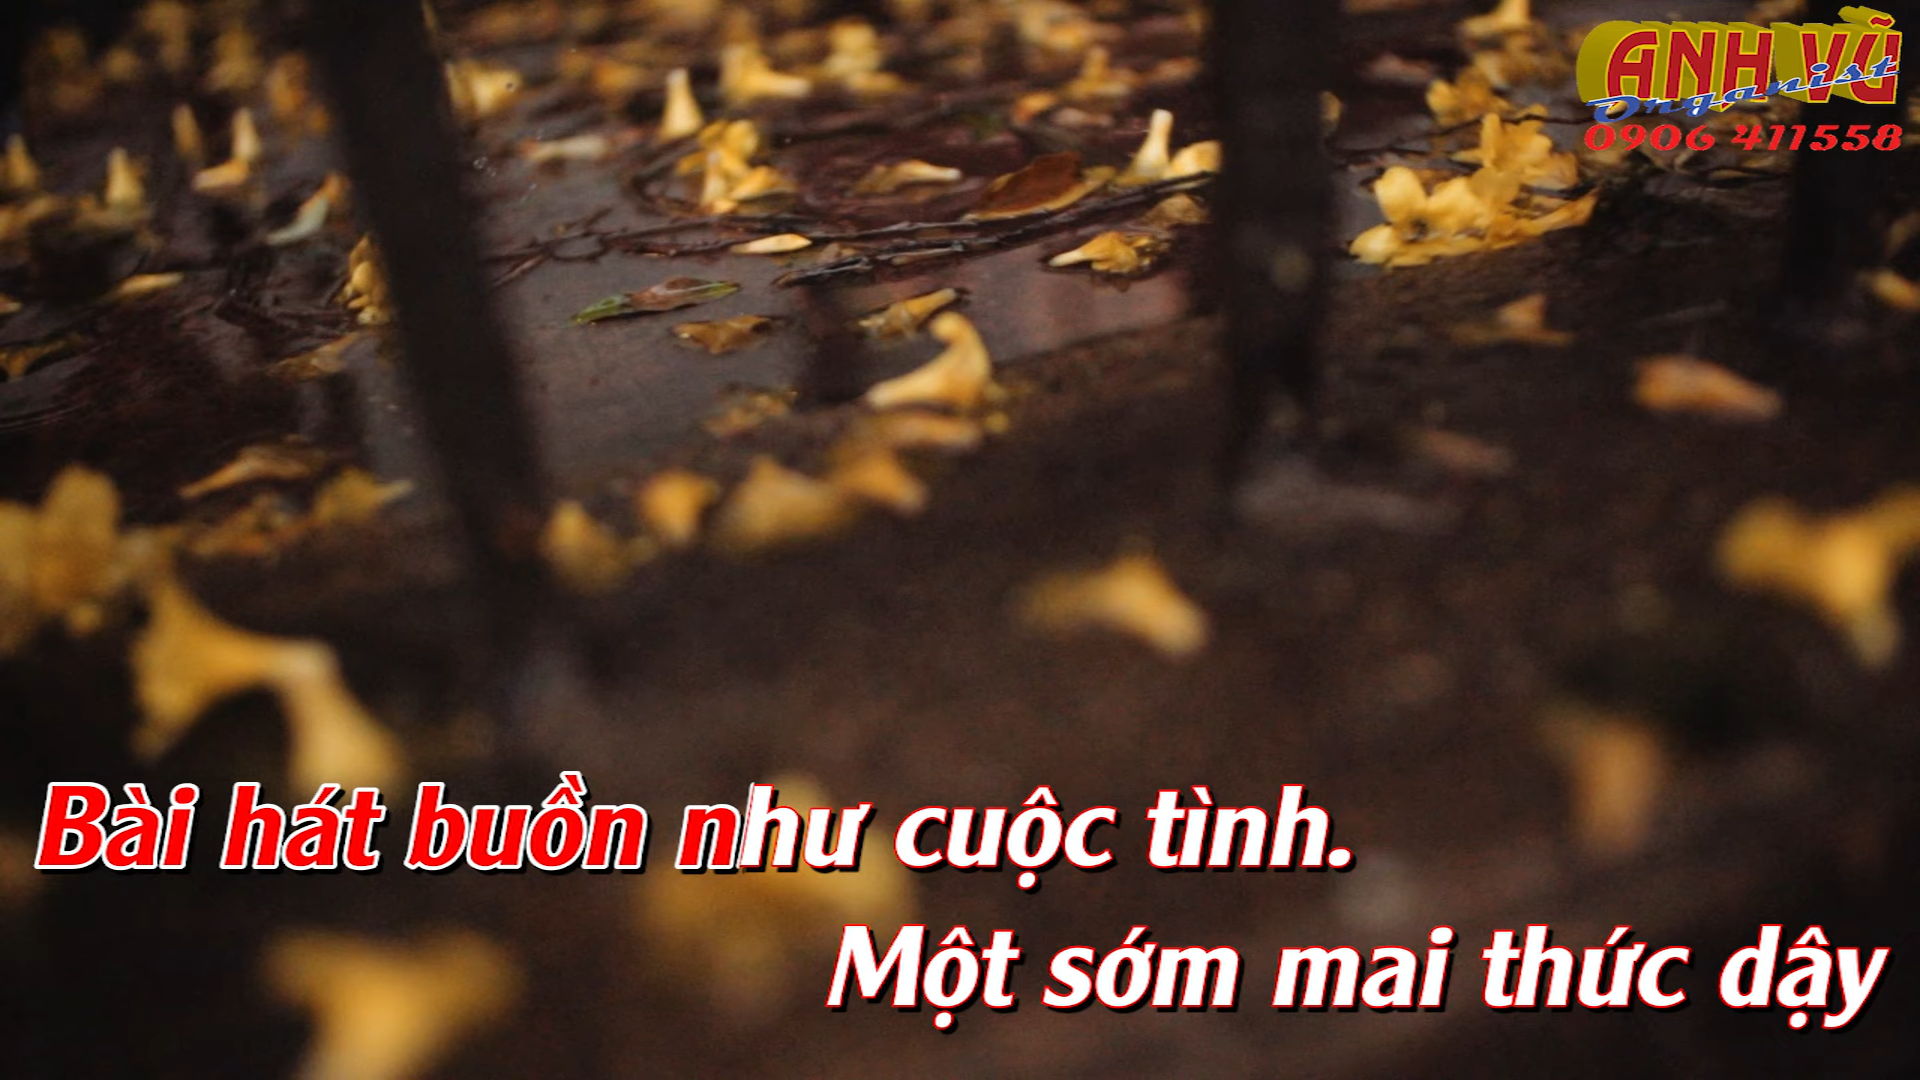 ANH VŨ
Organist
0906 411558
Bài hát buồn như cuộc tình.
Một sớm mai thức dậy